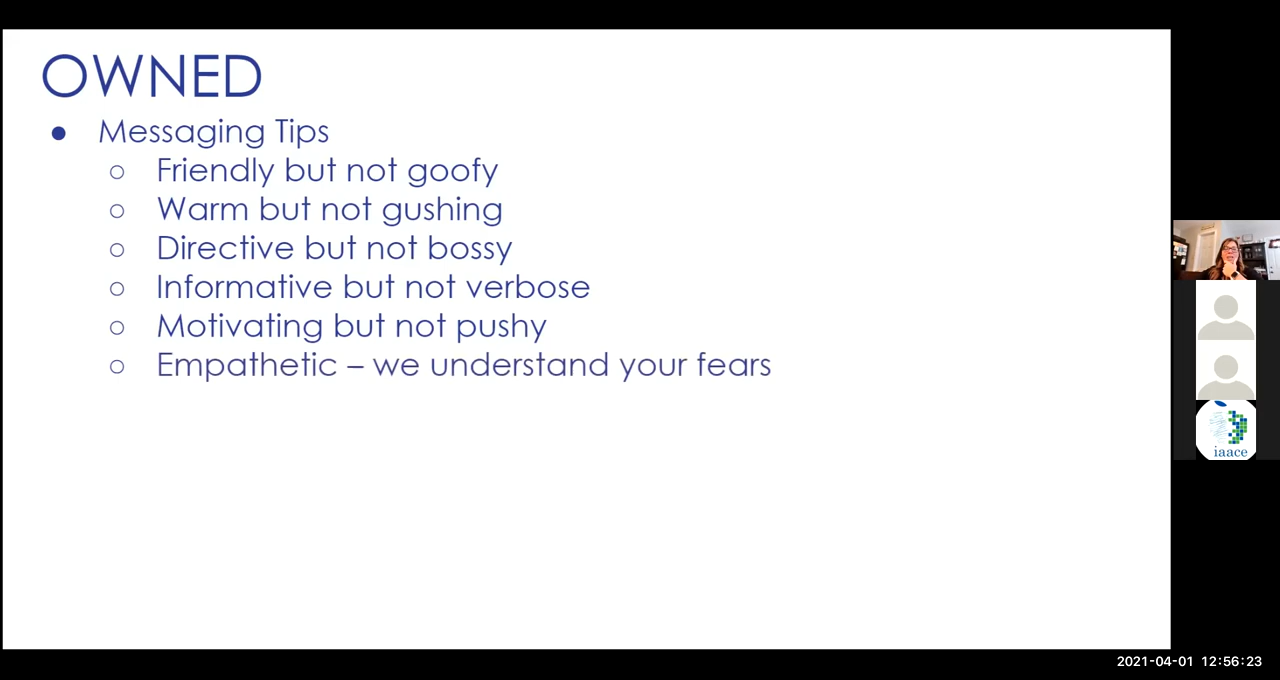 OWNED
● Messaging Tips
○ Friendly but not goofy
○ Warm but not gushing
○ Directive but not bossy
○ Informative but not verbose
○ Motivating but not pushy
○ Empathetic – we understand your fears
iaace
2021-04-01 12:56:23